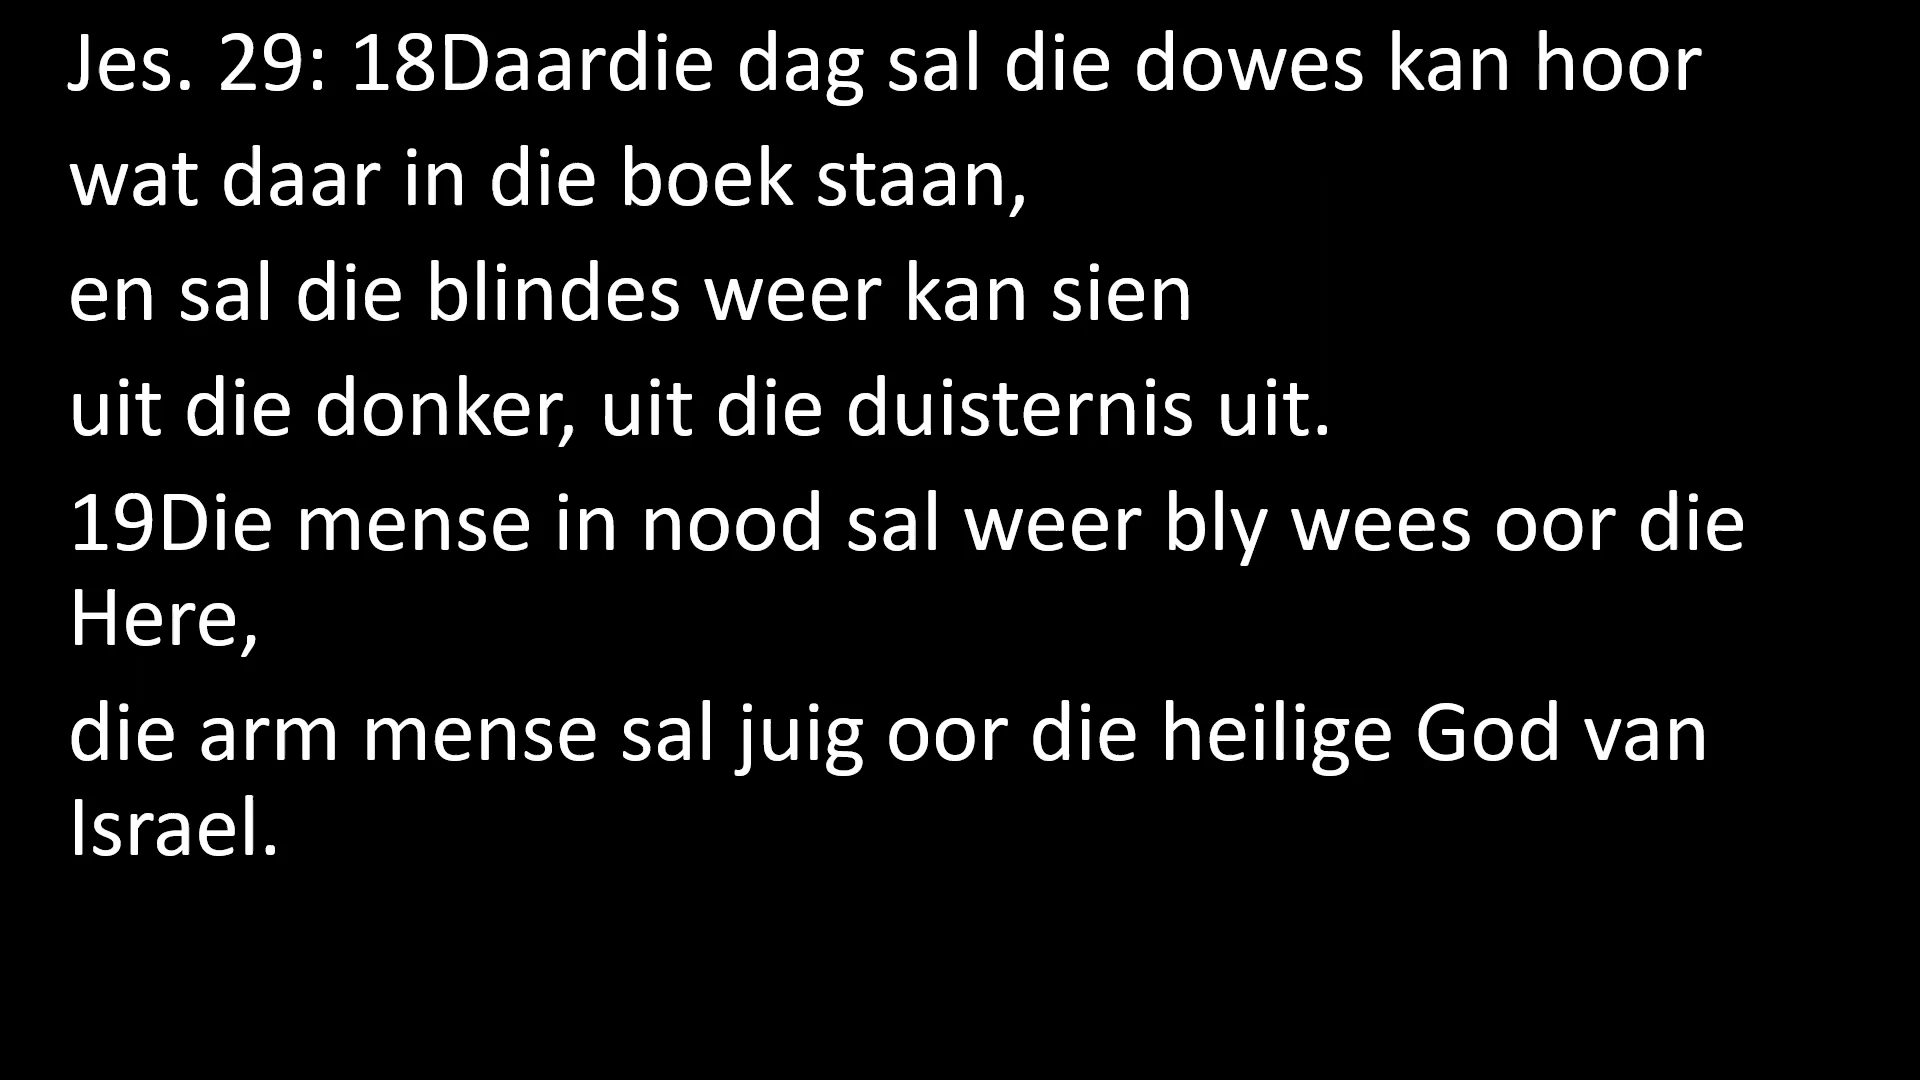 Jes. 29: 18Daardie dag sal die dowes kan hoor
wat daar in die boek staan,
en sal die blindes weer kan sien
uit die donker, uit die duisternis uit.
19Die mense in nood sal weer bly wees oor die
Here,
die arm mense sal juig oor die heilige God van
Israel.